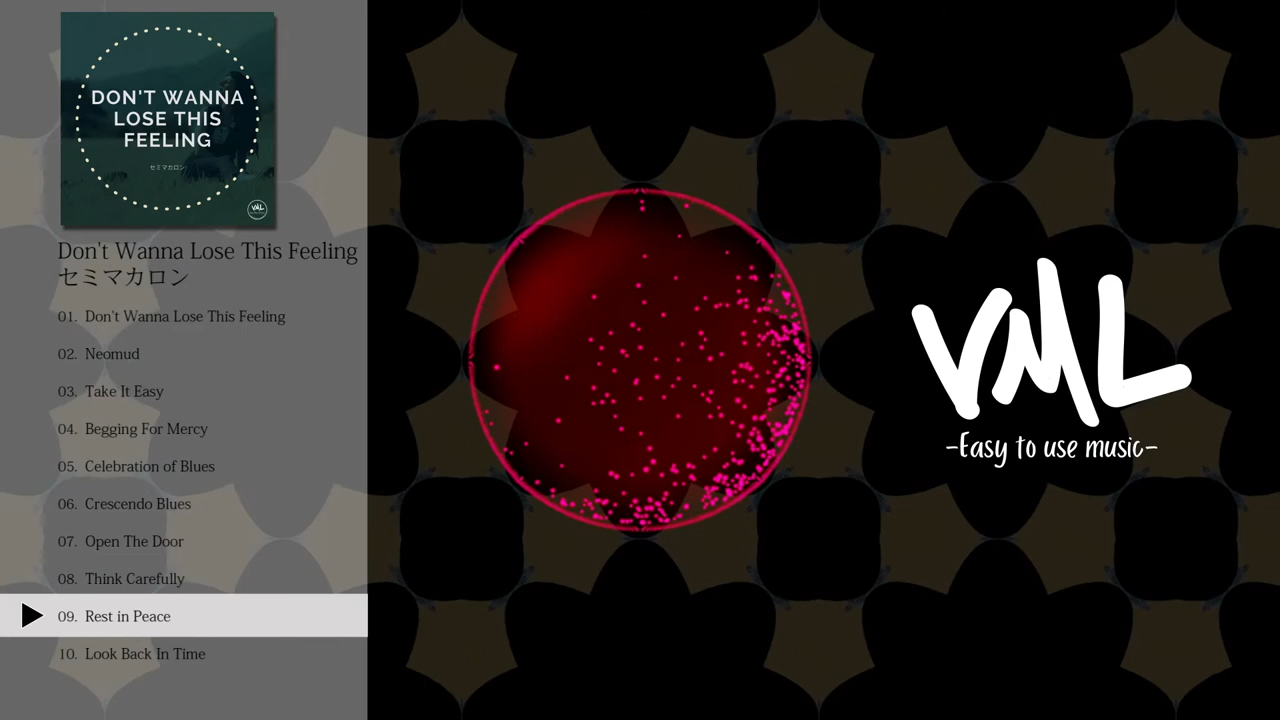 DON'T WANNA
LOSE THIS
FEELING
セミマカロン
VML
Don't Wanna Lose This Feeling
セミマカロン
01. Don't Wanna Lose This Feeling
02. Neomud
03. Take It Easy
04. Begging For Mercy
05. Celebration of Blues
06. Crescendo Blues
07. Open The Door
08. Think Carefully
09. Rest in Peace
10. Look Back In Time
VML
-Easy to use music-